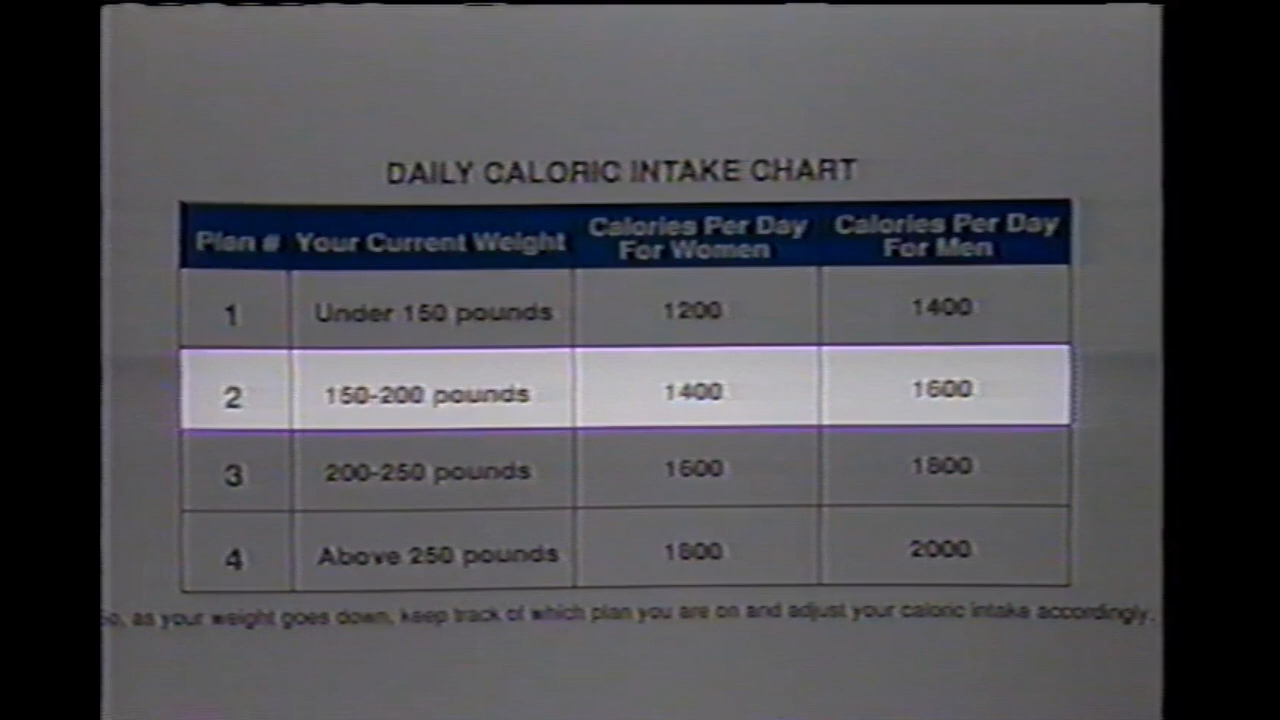 DAILY CALORIC INTAKE CHART
Plan # Your Current Weight Calories Per Day For Women Calories Per Day For Men
1 Under 150 pounds 1200 1400
2 150-200 pounds 1400 1600
3 200-250 pounds 1600 1800
4 Above 250 pounds 1800 2000
So, as your weight goes down, keep track of which plan you are on and adjust your caloric intake accordingly.